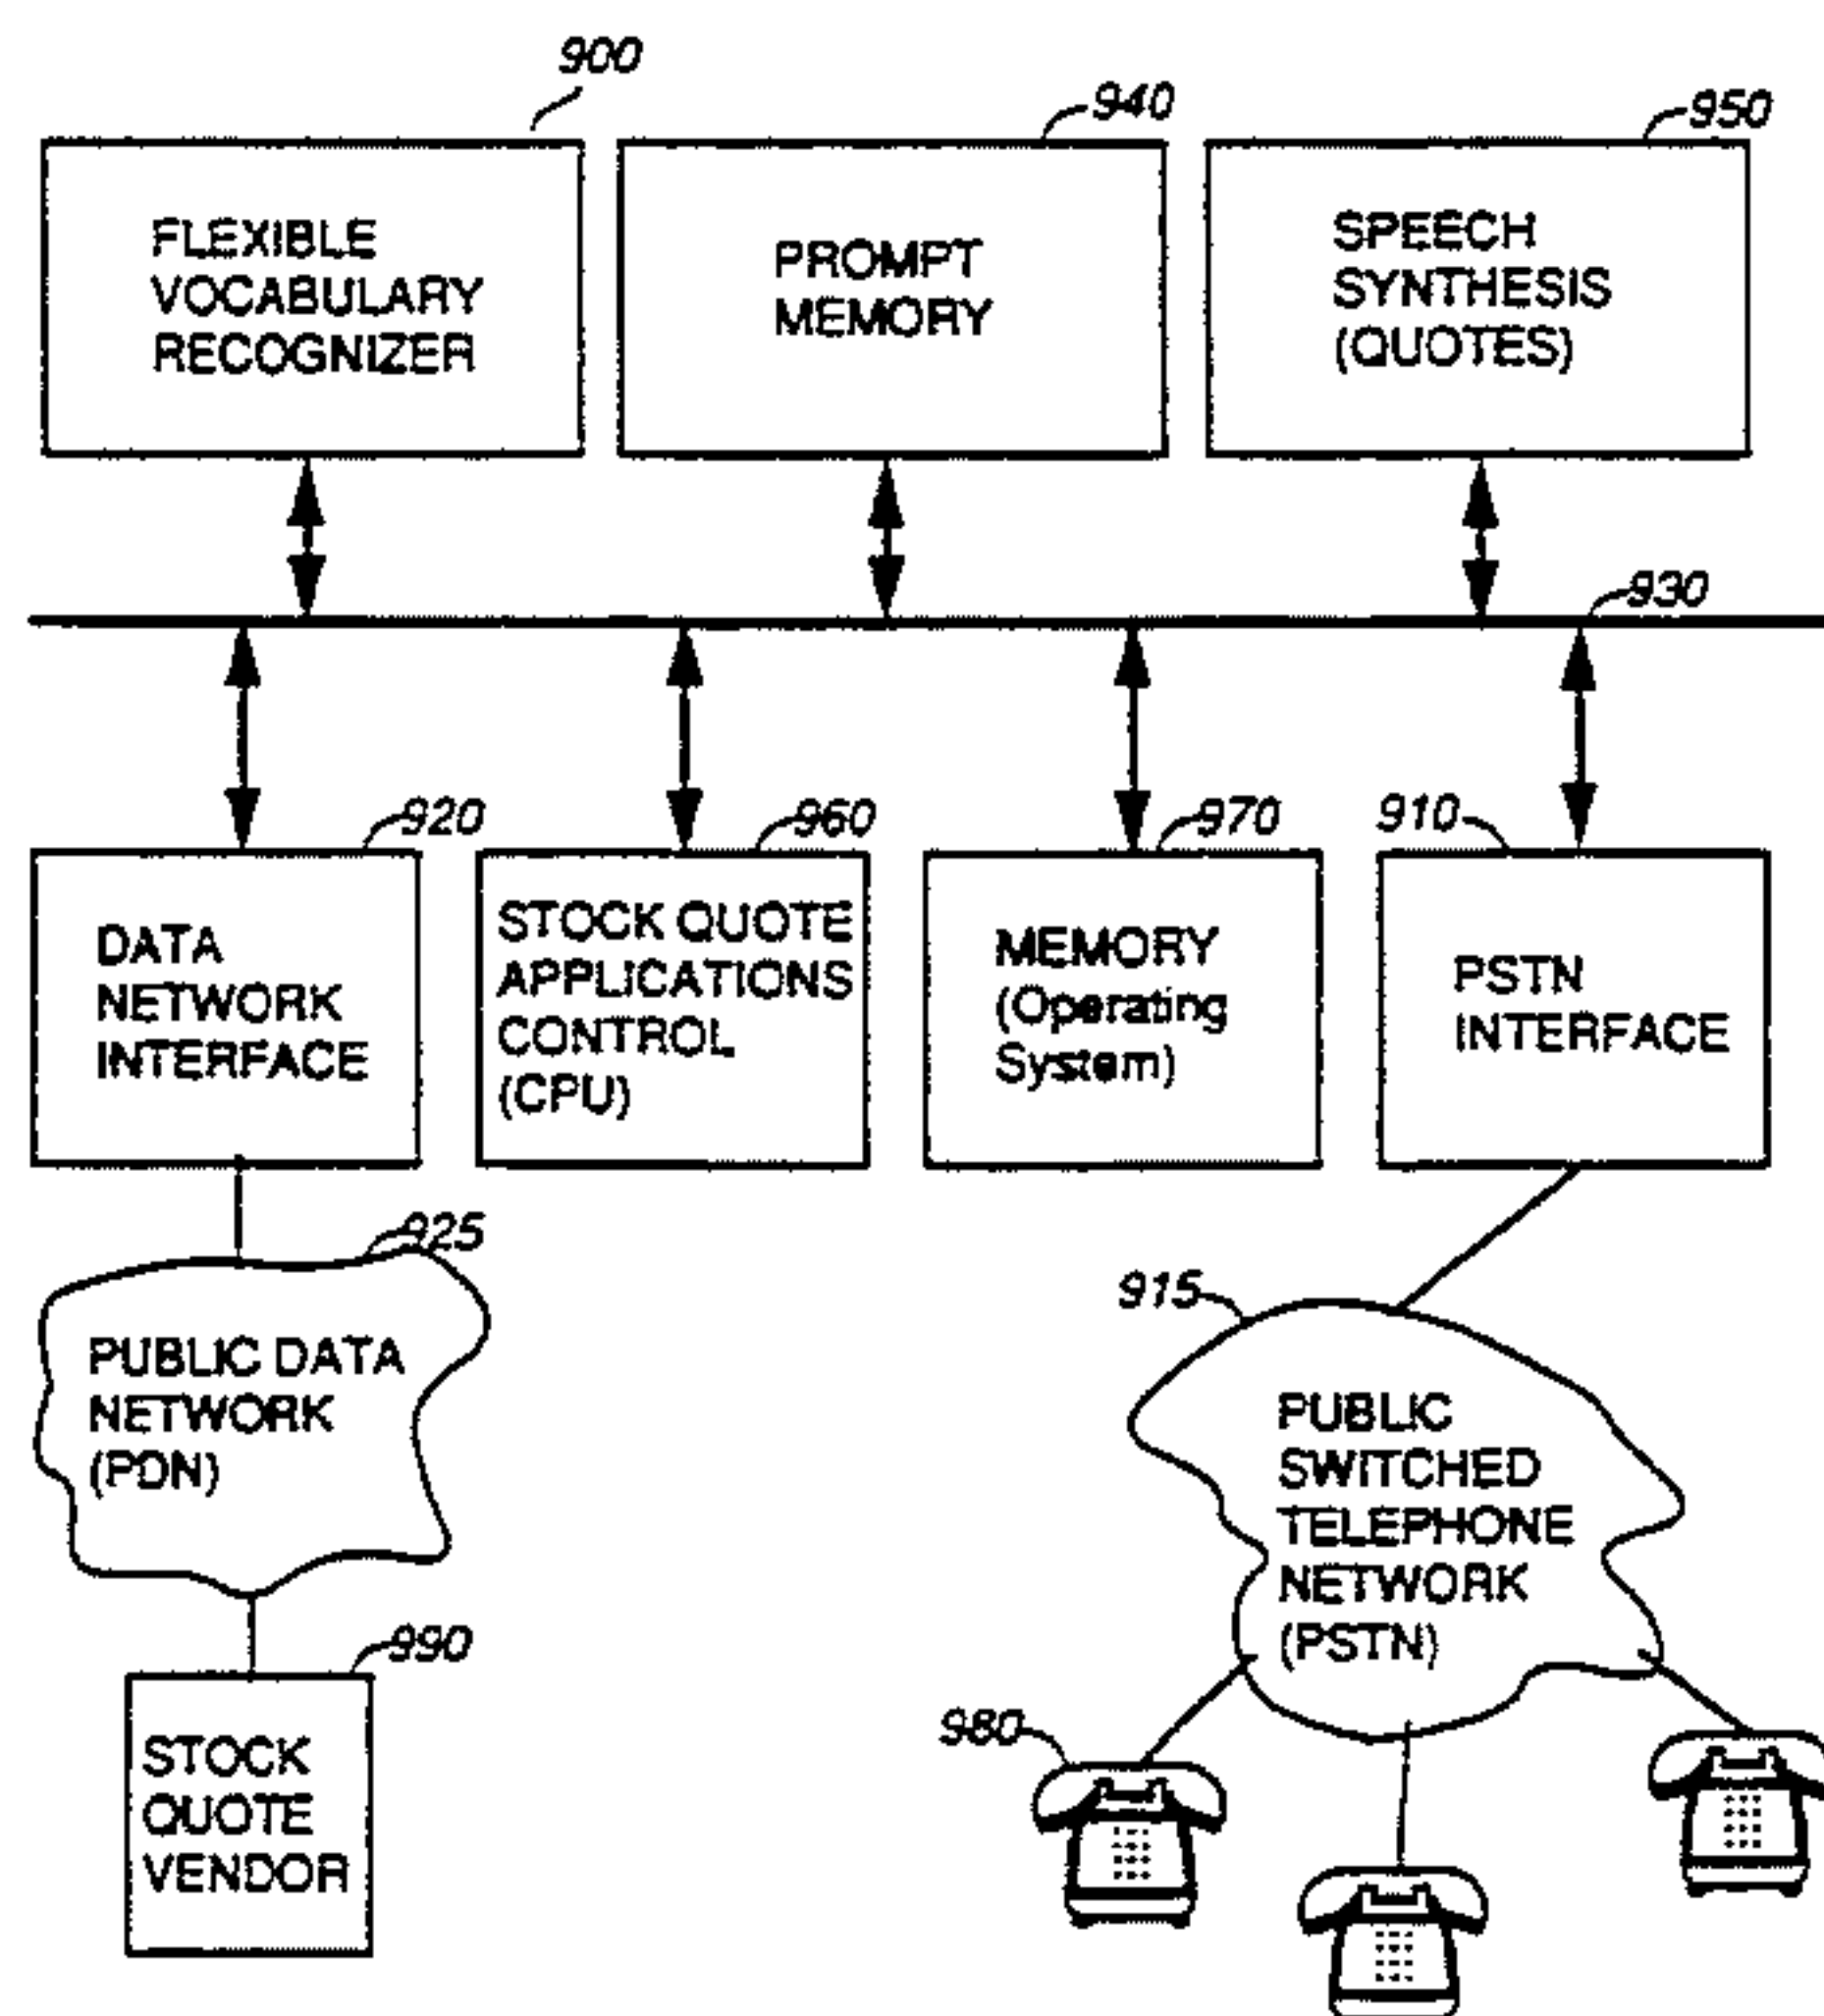 900
940
950
FLEXIBLE
VOCABULARY
RECOGNIZER
PROMPT
MEMORY
SPEECH
SYNTHESIS
(QUOTES)
930
920
960
970
910
DATA
NETWORK
INTERFACE
STOCK QUOTE
APPLICATIONS
CONTROL
(CPU)
MEMORY
(Operating
System)
PSTN
INTERFACE
925
PUBLIC DATA
NETWORK
(PDN)
915
PUBLIC
SWITCHED
TELEPHONE
NETWORK
(PSTN)
990
STOCK
QUOTE
VENDOR
980